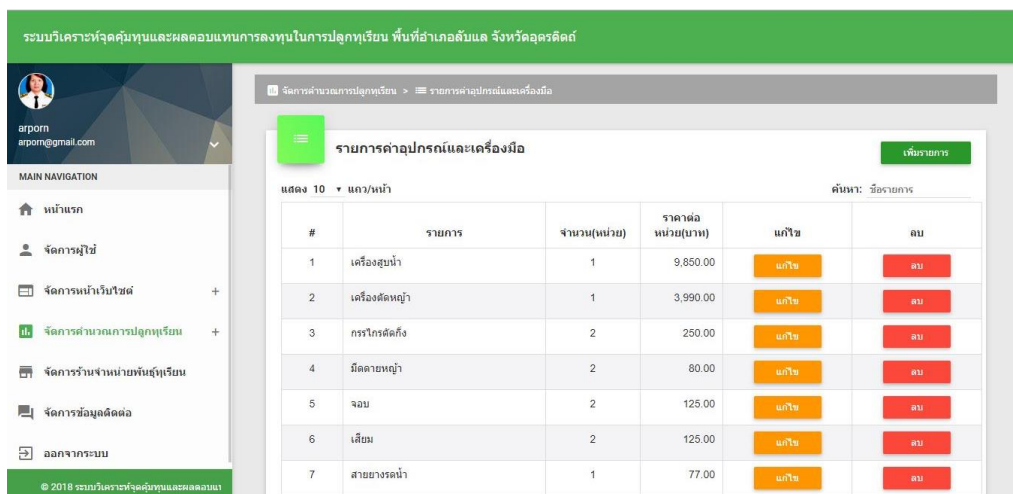 ระบบวิเคราะห์จุดคุ้มทุนและผลตอบแทนการลงทุนในการปลูกทุเรียน พื้นที่อำเภอลับแล จังหวัดอุตรดิตถ์
arporn
arporn@gmail.com
MAIN NAVIGATION
หน้าแรก
จัดการผู้ใช้
จัดการหน้าเว็บไซต์ +
จัดการคำนวณการปลูกทุเรียน +
จัดการร้านจำหน่ายพันธุ์ทุเรียน
จัดการข้อมูลติดต่อ
ออกจากระบบ
© 2018 ระบบวิเคราะห์จุดคุ้มทุนและผลตอบแ
จัดการคำนวณการปลูกทุเรียน > รายการค่าอุปกรณ์และเครื่องมือ
รายการค่าอุปกรณ์และเครื่องมือ เพิ่มรายการ
แสดง 10 แถว/หน้า ค้นหา: ชื่อรายการ
# รายการ จำนวน(หน่วย) ราคาต่อหน่วย(บาท) แก้ไข ลบ
1 เครื่องสูบน้ำ 1 9,850.00 แก้ไข ลบ
2 เครื่องตัดหญ้า 1 3,990.00 แก้ไข ลบ
3 กรรไกรตัดกิ่ง 2 250.00 แก้ไข ลบ
4 มีดดายหญ้า 2 80.00 แก้ไข ลบ
5 จอบ 2 125.00 แก้ไข ลบ
6 เสียม 2 125.00 แก้ไข ลบ
7 สายยางรดน้ำ 1 77.00 แก้ไข ลบ